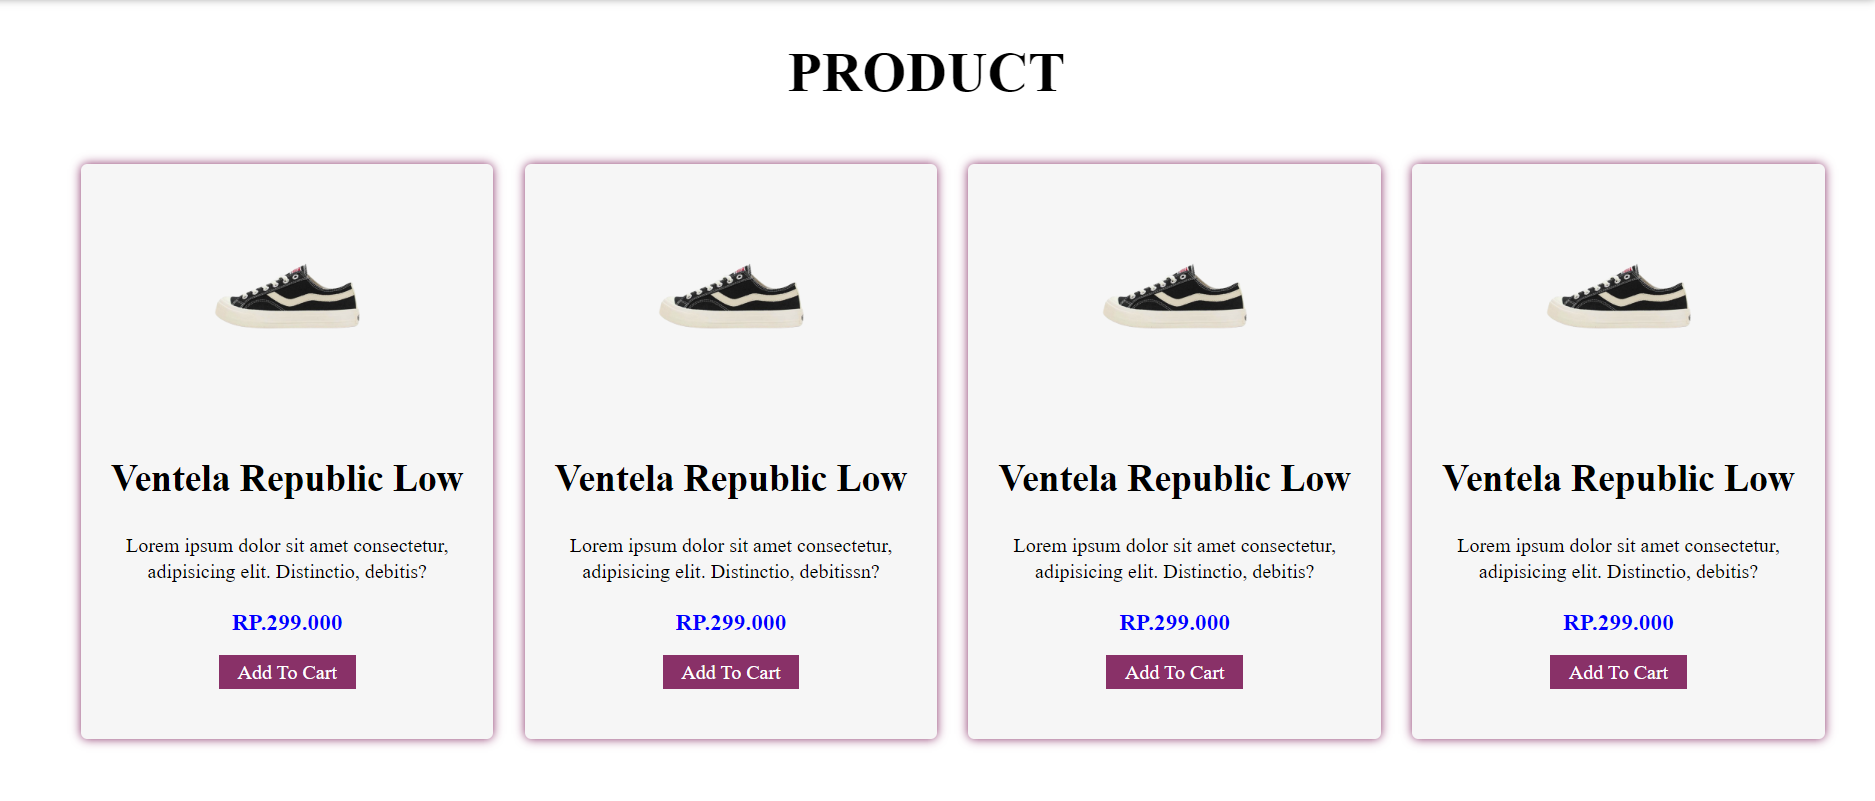 PRODUCT
Ventela Republic Low
Lorem ipsum dolor sit amet consectetur,
adipisicing elit. Distinctio, debitis?
RP.299.000
Add To Cart
Ventela Republic Low
Lorem ipsum dolor sit amet consectetur,
adipisicing elit. Distinctio, debitissn?
RP.299.000
Add To Cart
Ventela Republic Low
Lorem ipsum dolor sit amet consectetur,
adipisicing elit. Distinctio, debitis?
RP.299.000
Add To Cart
Ventela Republic Low
Lorem ipsum dolor sit amet consectetur,
adipisicing elit. Distinctio, debitis?
RP.299.000
Add To Cart